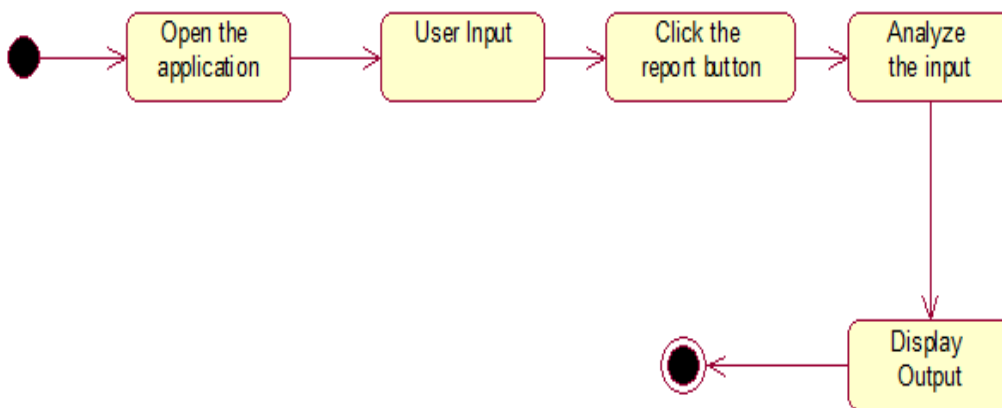 Open the
application
User Input
Click the
report button
Analyze
the input
Display
Output